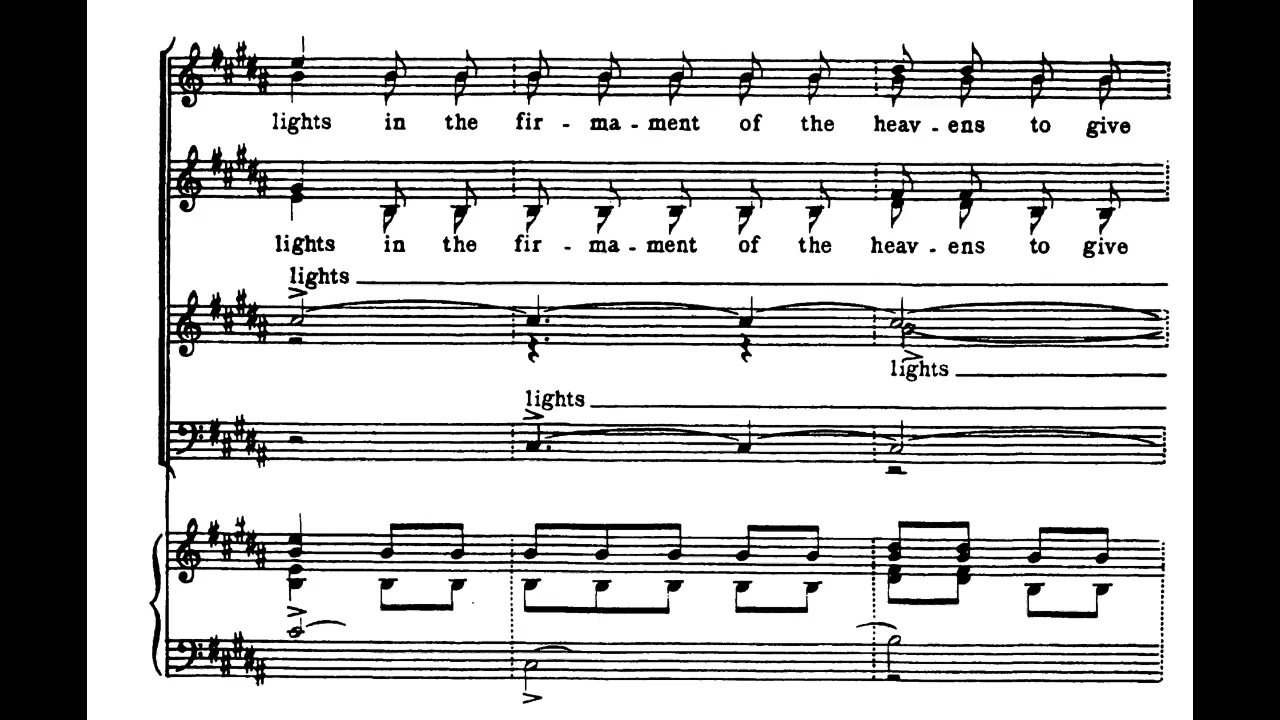 lights in the fir - ma - ment of the heav - ens to give
lights in the fir - ma - ment of the heav - ens to give
lights
lights
lights